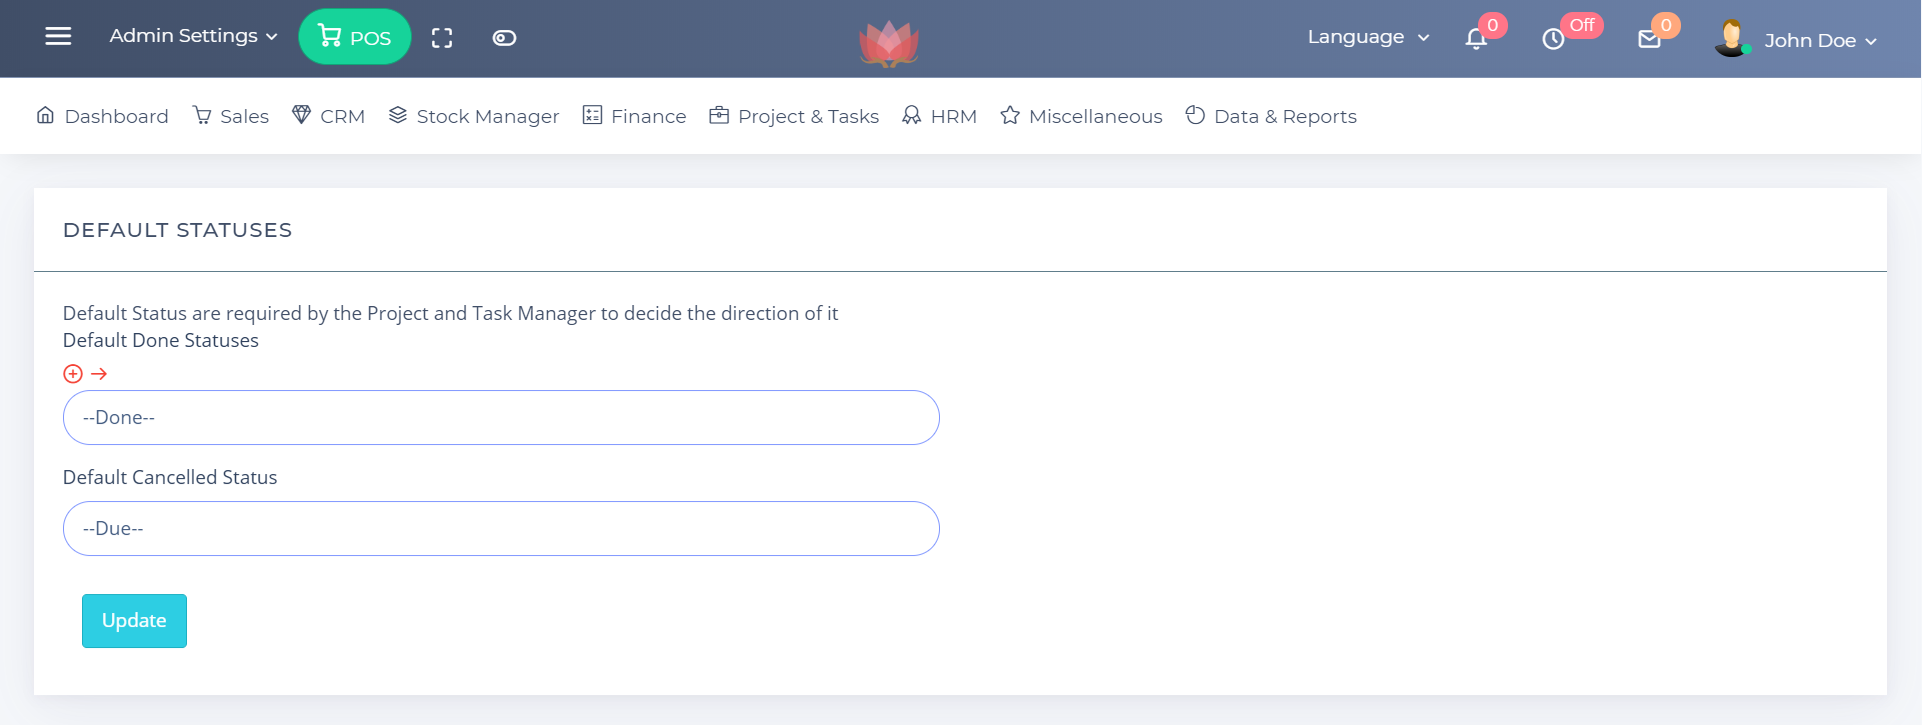 Admin Settings POS Language 0 Off 0 John Doe
Dashboard Sales CRM Stock Manager Finance Project & Tasks HRM Miscellaneous Data & Reports
DEFAULT STATUSES
Default Status are required by the Project and Task Manager to decide the direction of it
Default Done Statuses
--Done--
Default Cancelled Status
--Due--
Update